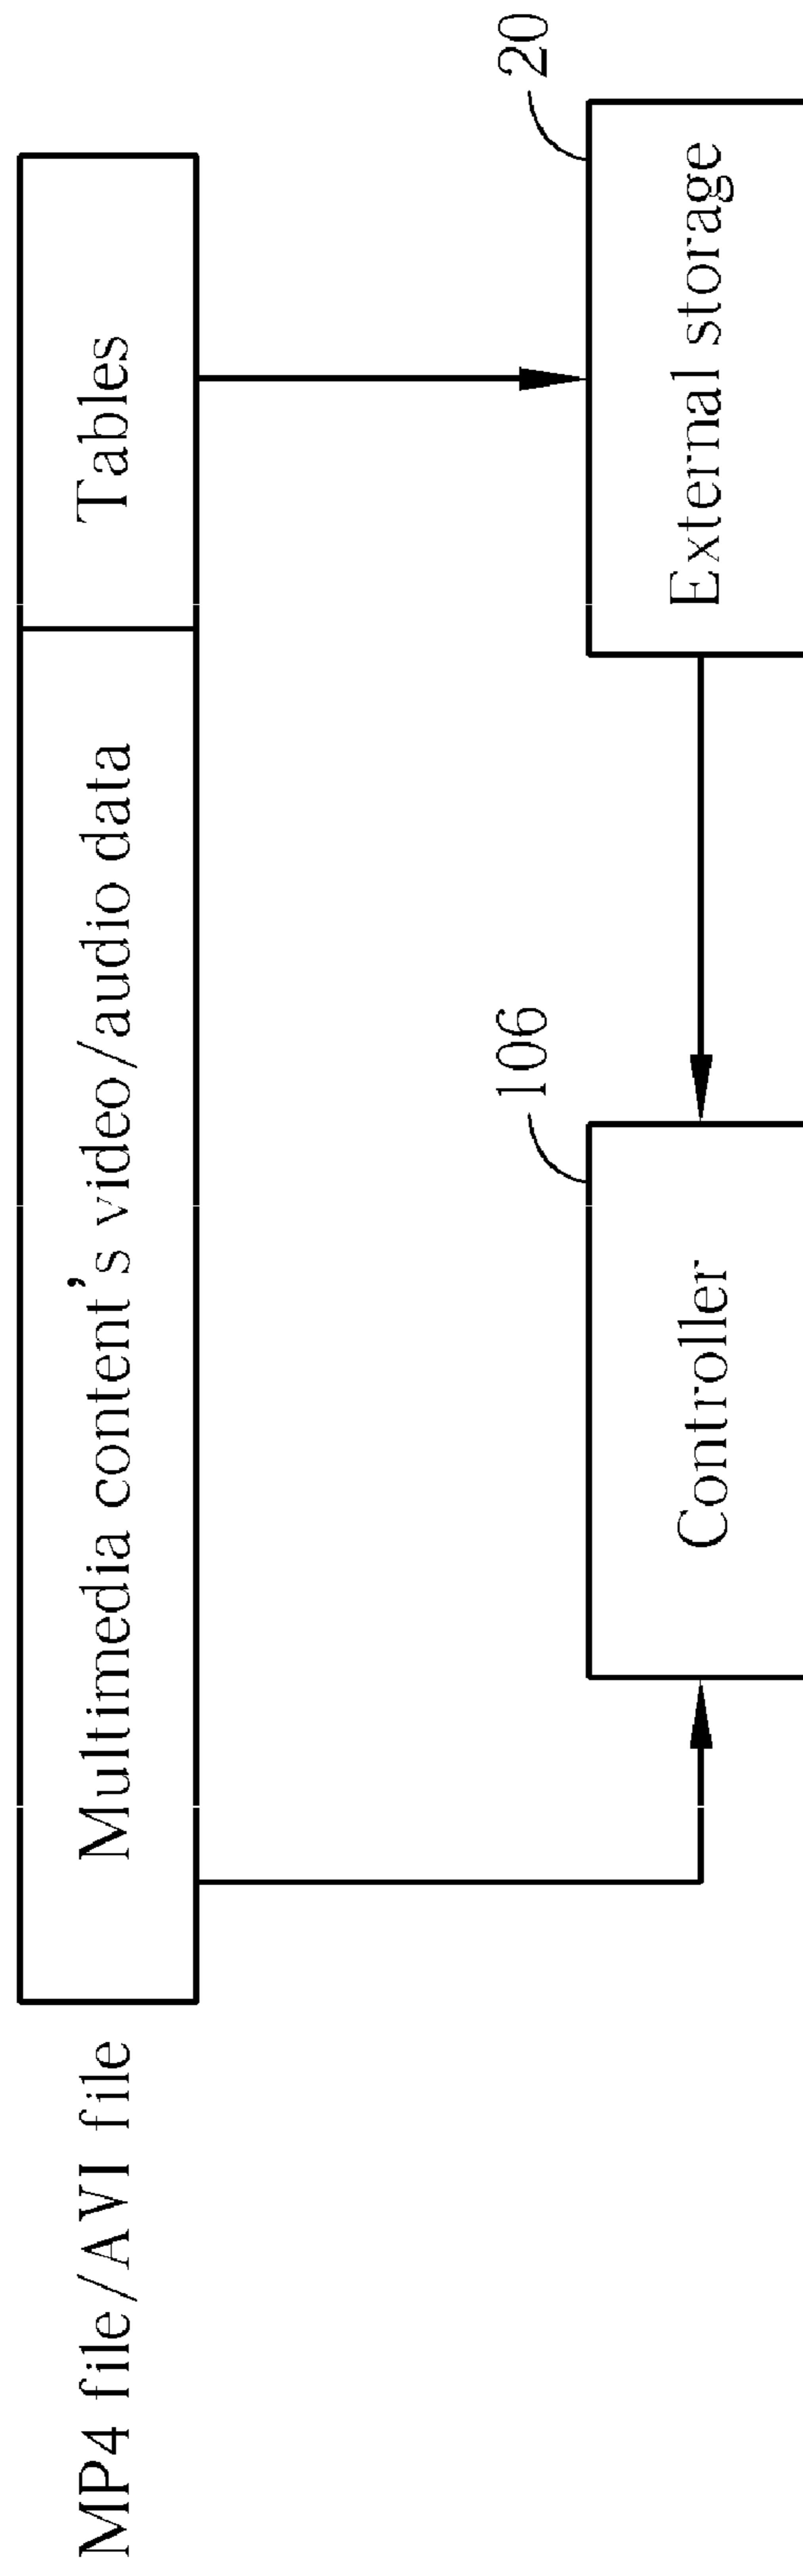 MP4 file/AVI file
Multimedia content's video/audio data
Tables
106
20
Controller
External storage